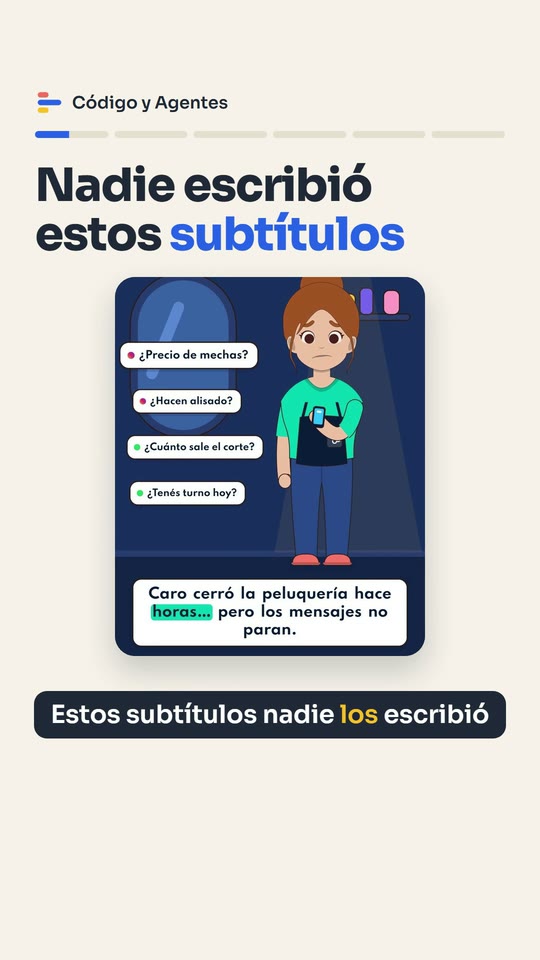 Código y Agentes
Nadie escribió
estos subtítulos
¿Precio de mechas?
¿Hacen alisado?
¿Cuánto sale el corte?
¿Tenés turno hoy?
Caro cerró la peluquería hace
horas... pero los mensajes no
paran.
Estos subtítulos nadie los escribió